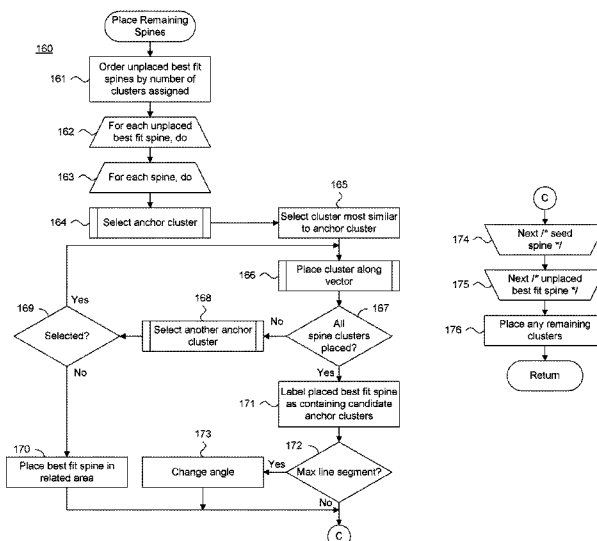 Place Remaining
Spines
160
161
Order unplaced best fit
spines by number of
clusters assigned
162
For each unplaced
best fit spine, do
163
For each spine, do
164
Select anchor cluster
165
Select cluster most similar
to anchor cluster
166
Place cluster along
vector
167
All
spine clusters
placed?
No
Yes
168
Select another anchor
cluster
169
Selected?
Yes
No
170
Place best fit spine in
related area
171
Label placed best fit spine
as containing candidate
anchor clusters
172
Max line segment?
Yes
No
173
Change angle
C
C
174
Next /* seed
spine */
175
Next /* unplaced
best fit spine */
176
Place any remaining
clusters
Return